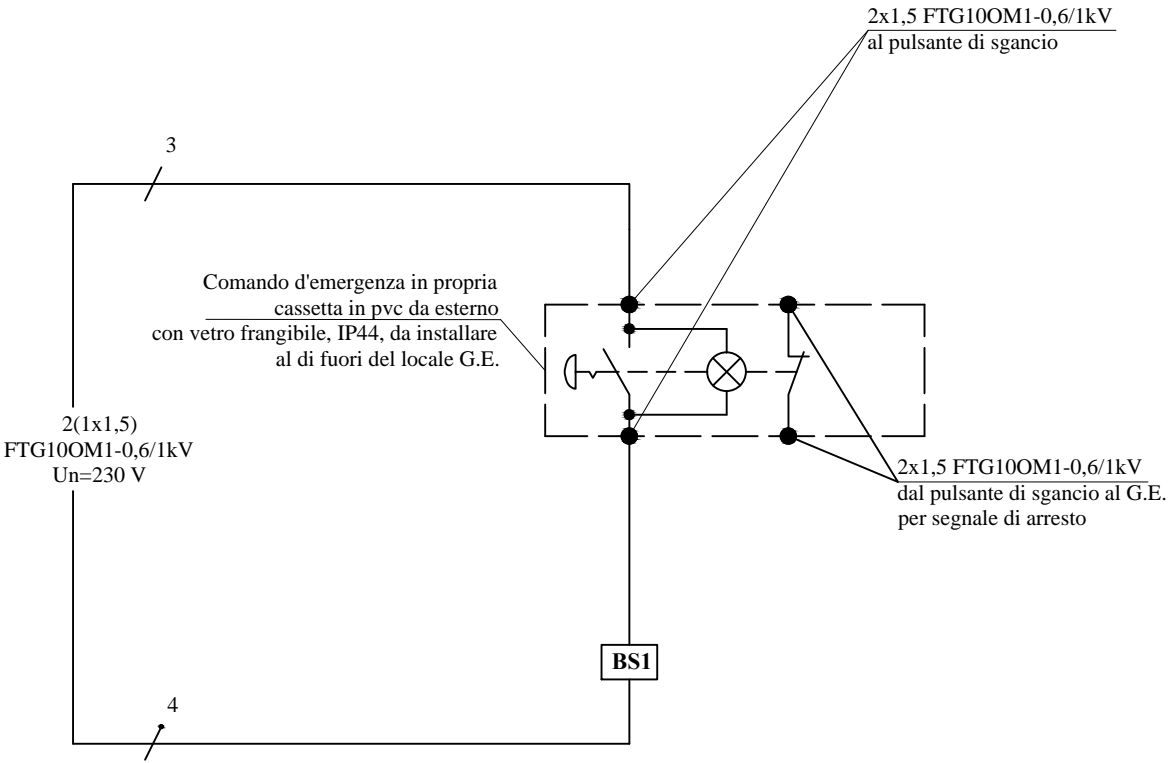 2x1,5 FTG10OM1-0,6/1kV
al pulsante di sgancio
3
Comando d'emergenza in propria
cassetta in pvc da esterno
con vetro frangibile, IP44, da installare
al di fuori del locale G.E.
2(1x1,5)
FTG10OM1-0,6/1kV
Un=230 V
2x1,5 FTG10OM1-0,6/1kV
dal pulsante di sgancio al G.E.
per segnale di arresto
BS1
4